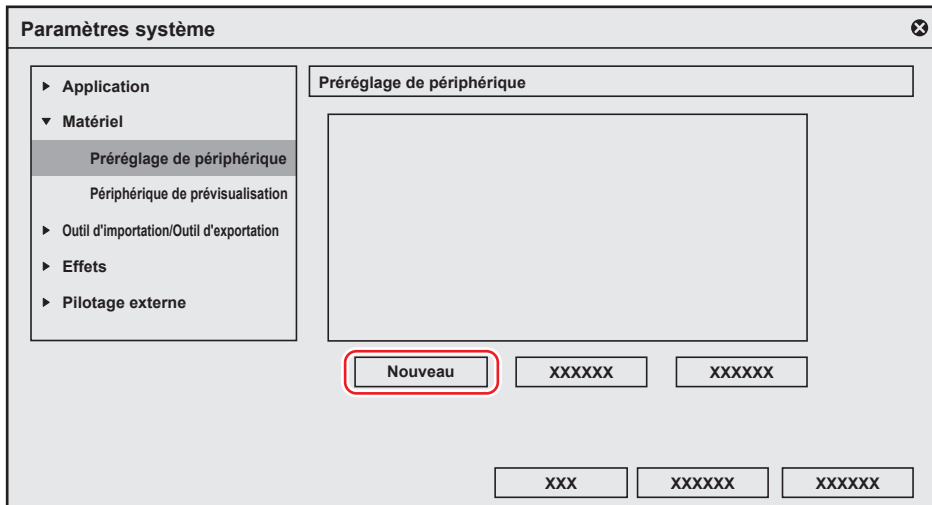 Paramètres système
Application
Matériel
Préréglage de périphérique
Périphérique de prévisualisation
Outil d'importation/Outil d'exportation
Effets
Pilotage externe
Préréglage de périphérique
Nouveau XXXXXX XXXXXX
XXX XXXXXX XXXXXX